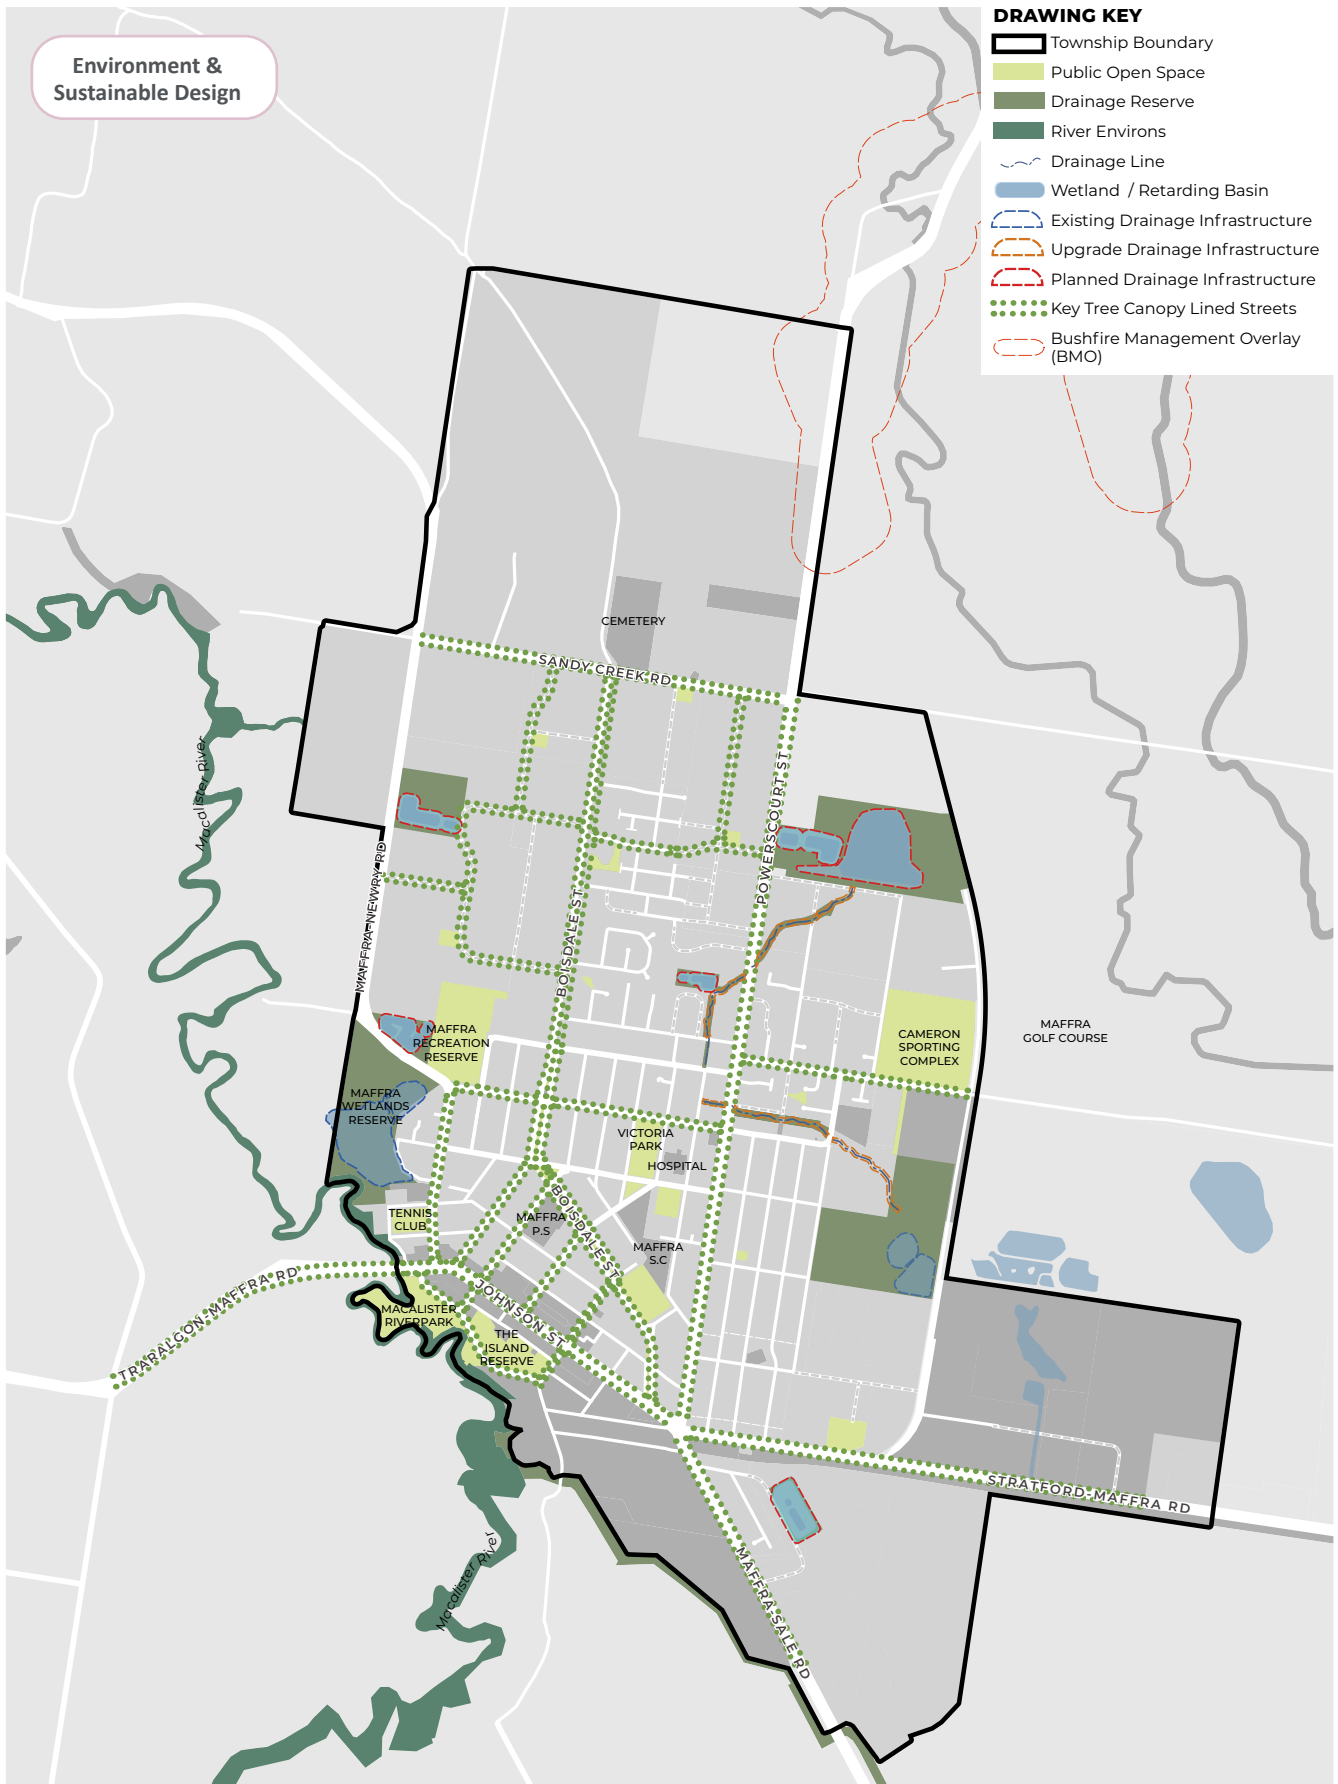 Environment &
Sustainable Design
DRAWING KEY
Township Boundary
Public Open Space
Drainage Reserve
River Environs
Drainage Line
Wetland / Retarding Basin
Existing Drainage Infrastructure
Upgrade Drainage Infrastructure
Planned Drainage Infrastructure
Key Tree Canopy Lined Streets
Bushfire Management Overlay
(BMO)
CEMETERY
SANDY CREEK RD
Macalister River
POWERSCOURT ST
MAFFRA-NEWRY RD
BOISDALE ST
MAFFRA
RECREATION
RESERVE
CAMERON
SPORTING
COMPLEX
MAFFRA
GOLF COURSE
MAFFRA
WETLANDS
RESERVE
VICTORIA
PARK
HOSPITAL
TENNIS
CLUB
MAFFRA
P.S
BOISDALE ST
MAFFRA
S.C
TRARALGON-MAFFRA RD
MACALISTER
RIVERPARK
JOHNSON ST
THE
ISLAND
RESERVE
STRATFORD-MAFFRA RD
Macalister River
MAFFRA-SALE RD